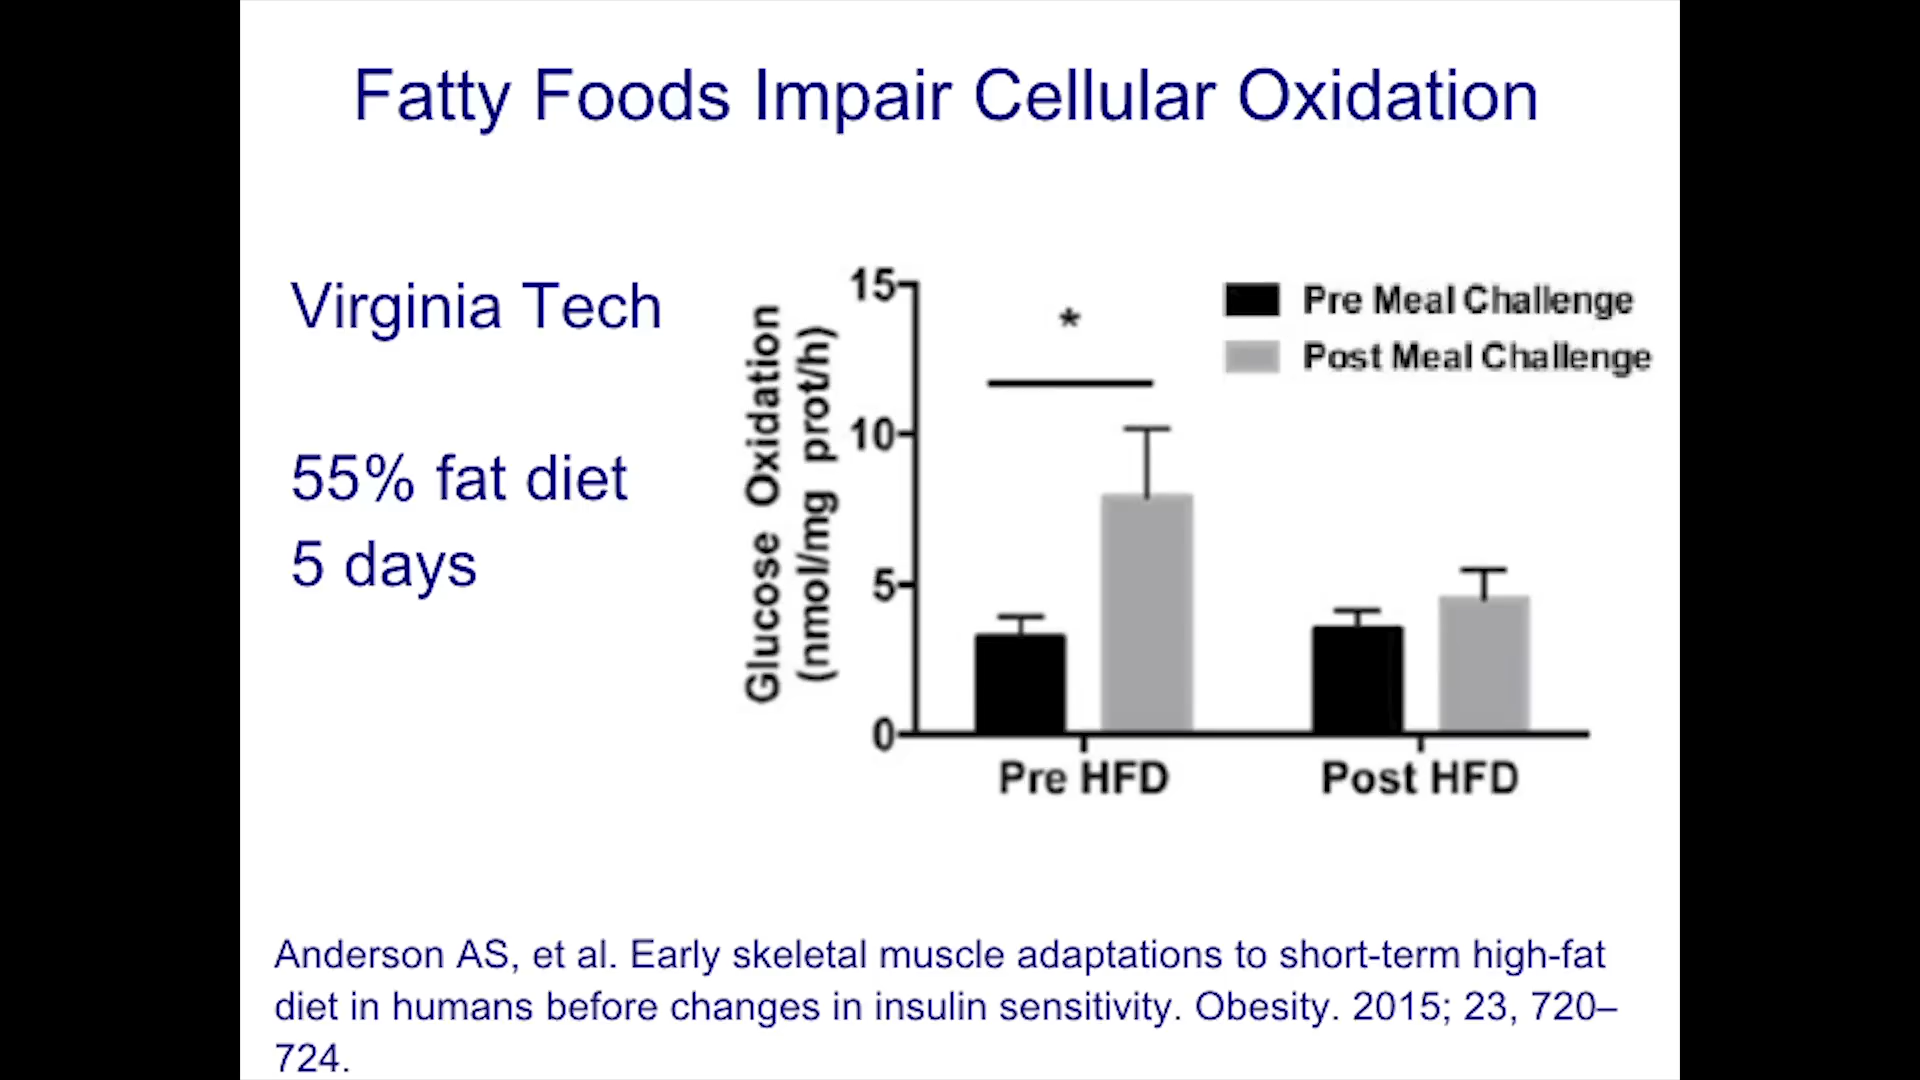 Fatty Foods Impair Cellular Oxidation
Virginia Tech
55% fat diet
5 days
Glucose Oxidation
(nmol/mg prot/h)
15
10
5
0
*
Pre Meal Challenge
Post Meal Challenge
Pre HFD
Post HFD
Anderson AS, et al. Early skeletal muscle adaptations to short-term high-fat
diet in humans before changes in insulin sensitivity. Obesity. 2015; 23, 720–
724.